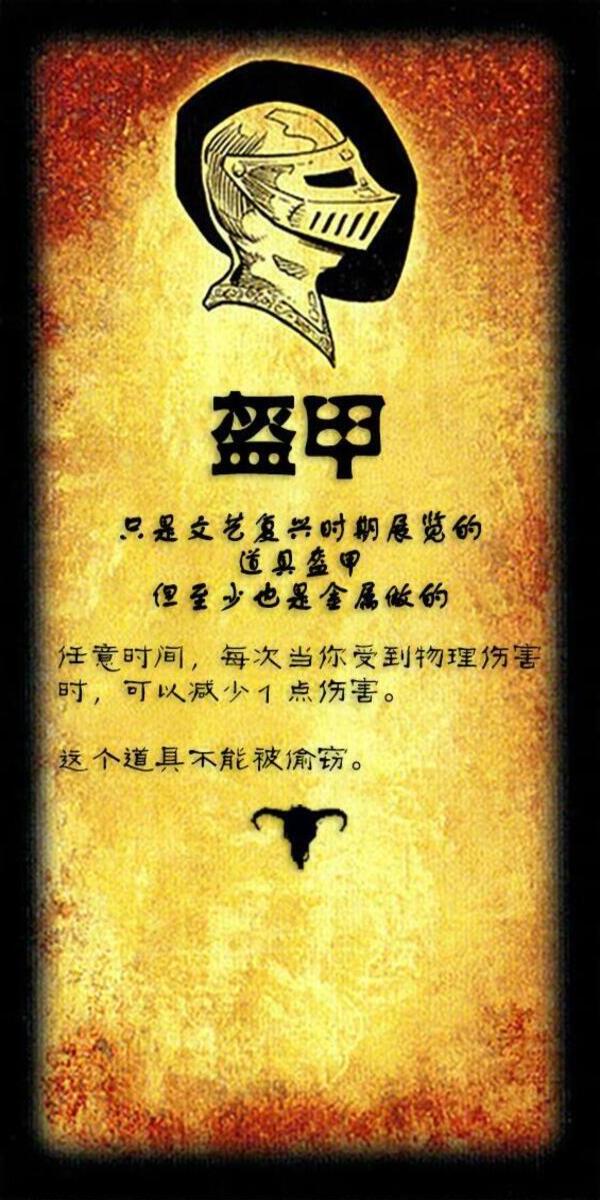 盔甲
只是文艺复兴时期展览的
道具盔甲
但至少也是金属做的
任意时间，每次当你受到物理伤害
时，可以减少1点伤害。
这个道具不能被偷窃。